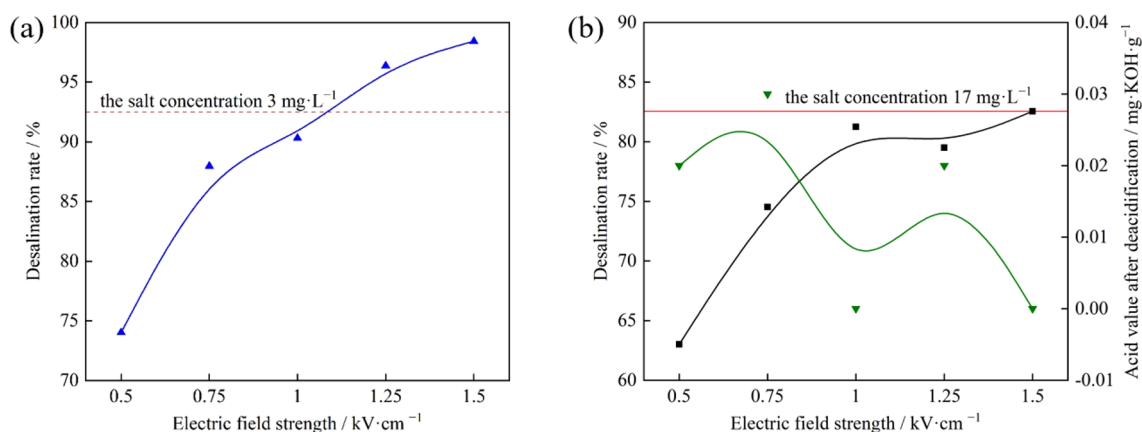 (a)
100
95
90
85
80
75
70
Desalination rate / %
the salt concentration 3 mg·L⁻¹
0.5 0.75 1 1.25 1.5
Electric field strength / kV·cm⁻¹
(b)
90
85
80
75
70
65
60
Desalination rate / %
the salt concentration 17 mg·L⁻¹
0.5 0.75 1 1.25 1.5
Electric field strength / kV·cm⁻¹
0.04
0.03
0.02
0.01
0.00
-0.01
Acid value after deacidification / mg·KOH·g⁻¹